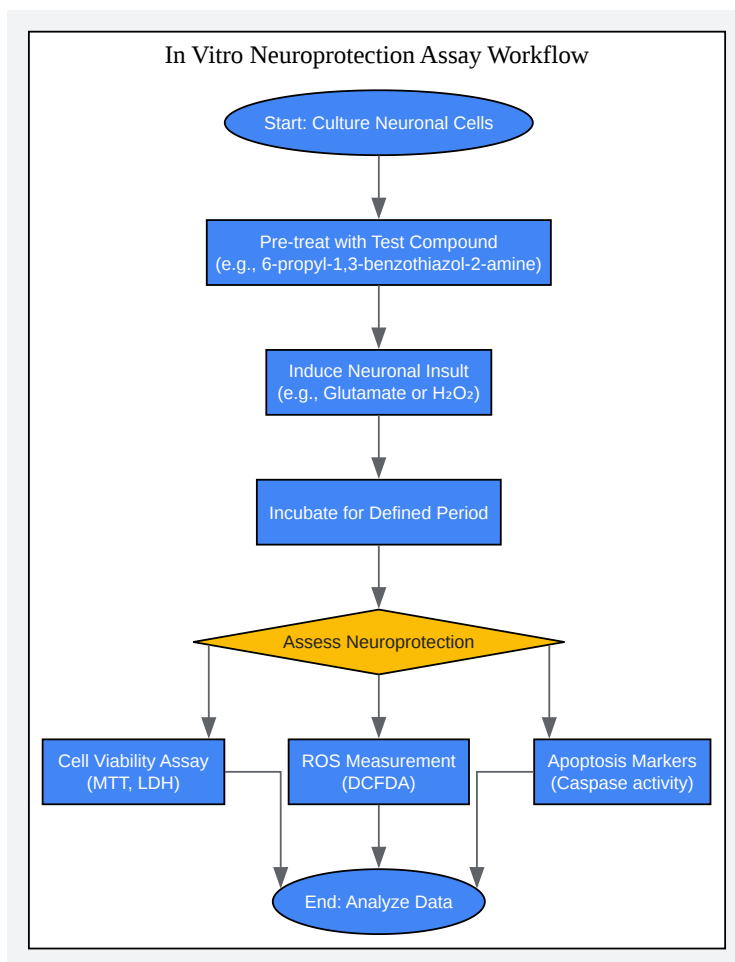 In Vitro Neuroprotection Assay Workflow
Start: Culture Neuronal Cells
Pre-treat with Test Compound
(e.g., 6-propyl-1,3-benzothiazol-2-amine)
Induce Neuronal Insult
(e.g., Glutamate or H₂O₂)
Incubate for Defined Period
Assess Neuroprotection
Cell Viability Assay
(MTT, LDH)
ROS Measurement
(DCFDA)
Apoptosis Markers
(Caspase activity)
End: Analyze Data